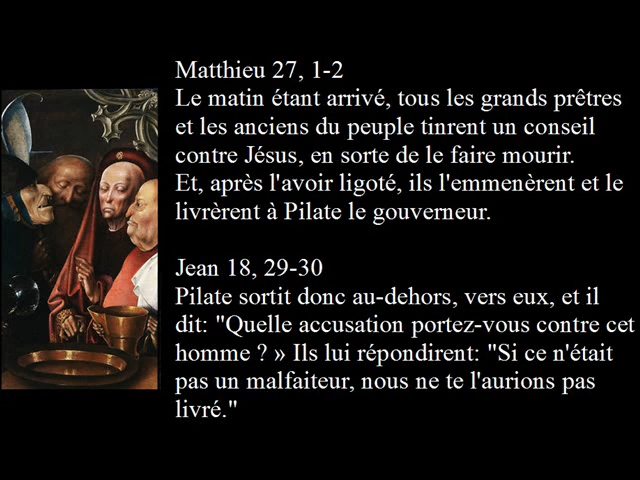 Matthieu 27, 1-2
Le matin étant arrivé, tous les grands prêtres
et les anciens du peuple tinrent un conseil
contre Jésus, en sorte de le faire mourir.
Et, après l'avoir ligoté, ils l'emmenèrent et le
livrèrent à Pilate le gouverneur.
Jean 18, 29-30
Pilate sortit donc au-dehors, vers eux, et il
dit: "Quelle accusation portez-vous contre cet
homme ? » Ils lui répondirent: "Si ce n'était
pas un malfaiteur, nous ne te l'aurions pas
livré."